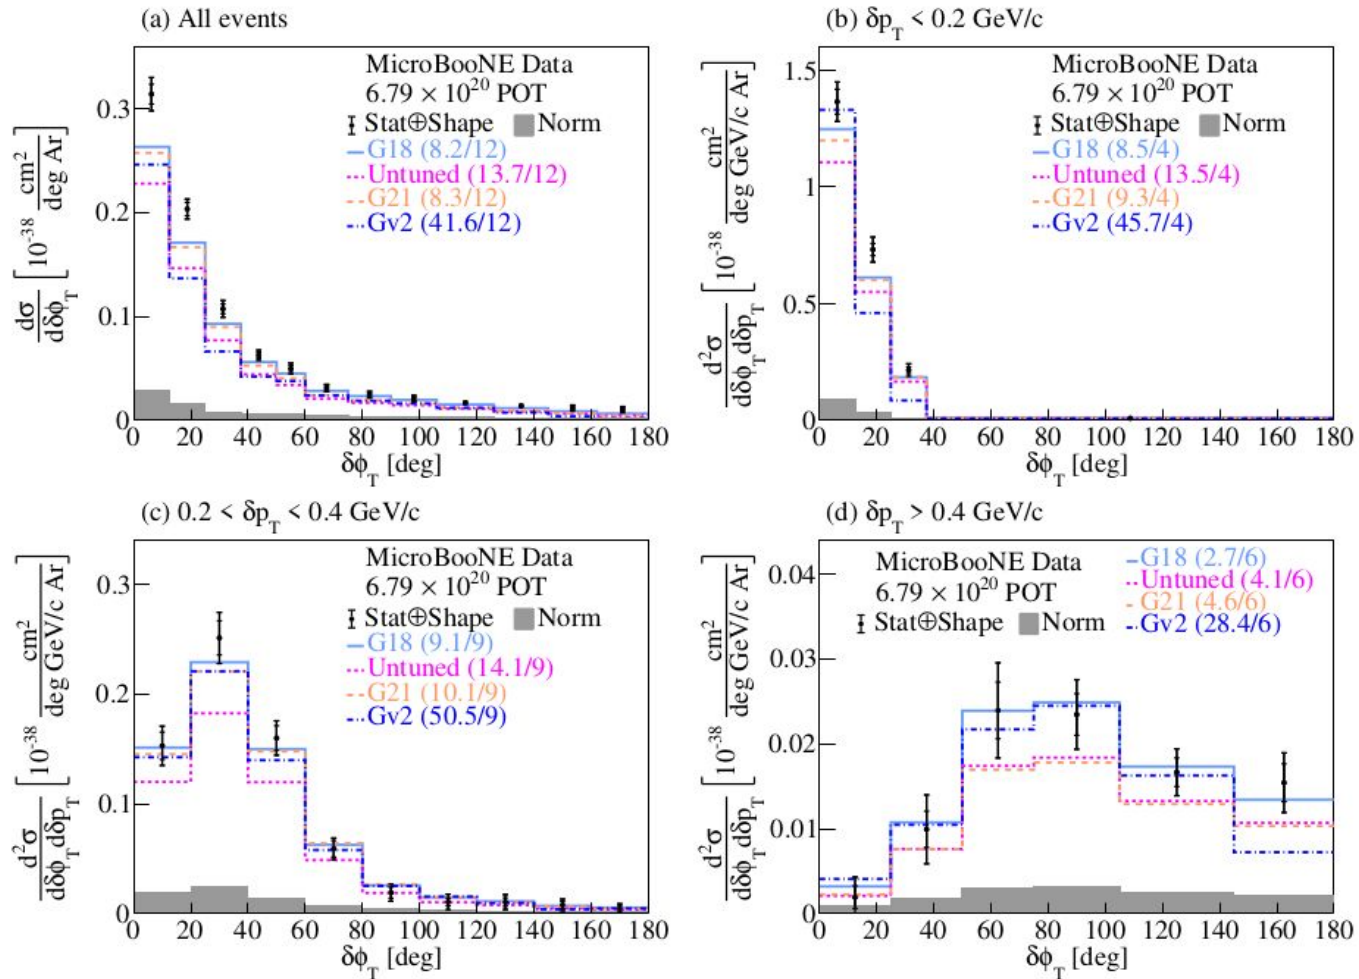 (a) All events
MicroBooNE Data
6.79 × 10²⁰ POT
Stat⊕Shape Norm
G18 (8.2/12)
Untuned (13.7/12)
G21 (8.3/12)
Gv2 (41.6/12)
dσ/dδϕ_T [10⁻³⁸ cm²/deg Ar]
0.3
0.2
0.1
0
0 20 40 60 80 100 120 140 160 180
δϕ_T [deg]
(b) δp_T < 0.2 GeV/c
MicroBooNE Data
6.79 × 10²⁰ POT
Stat⊕Shape Norm
G18 (8.5/4)
Untuned (13.5/4)
G21 (9.3/4)
Gv2 (45.7/4)
d²σ/dδϕ_T dδp_T [10⁻³⁸ cm²/deg GeV/c Ar]
1.5
1
0.5
0
0 20 40 60 80 100 120 140 160 180
δϕ_T [deg]
(c) 0.2 < δp_T < 0.4 GeV/c
MicroBooNE Data
6.79 × 10²⁰ POT
Stat⊕Shape Norm
G18 (9.1/9)
Untuned (14.1/9)
G21 (10.1/9)
Gv2 (50.5/9)
d²σ/dδϕ_T dδp_T [10⁻³⁸ cm²/deg GeV/c Ar]
0.3
0.2
0.1
0
0 20 40 60 80 100 120 140 160 180
δϕ_T [deg]
(d) δp_T > 0.4 GeV/c
MicroBooNE Data
6.79 × 10²⁰ POT
Stat⊕Shape Norm
G18 (2.7/6)
Untuned (4.1/6)
G21 (4.6/6)
Gv2 (28.4/6)
d²σ/dδϕ_T dδp_T [10⁻³⁸ cm²/deg GeV/c Ar]
0.04
0.03
0.02
0.01
0
0 20 40 60 80 100 120 140 160 180
δϕ_T [deg]